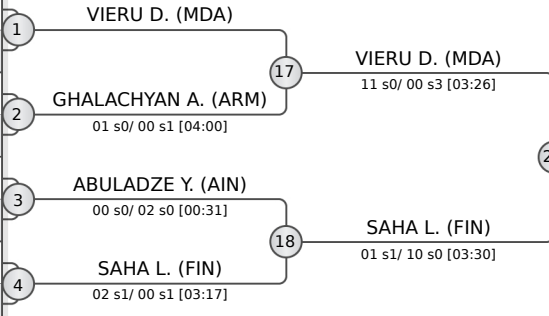 1
VIERU D. (MDA)
17
VIERU D. (MDA)
11 s0/ 00 s3 [03:26]
2
GHALACHYAN A. (ARM)
01 s0/ 00 s1 [04:00]
3
ABULADZE Y. (AIN)
00 s0/ 02 s0 [00:31]
18
SAHA L. (FIN)
01 s1/ 10 s0 [03:30]
4
SAHA L. (FIN)
02 s1/ 00 s1 [03:17]